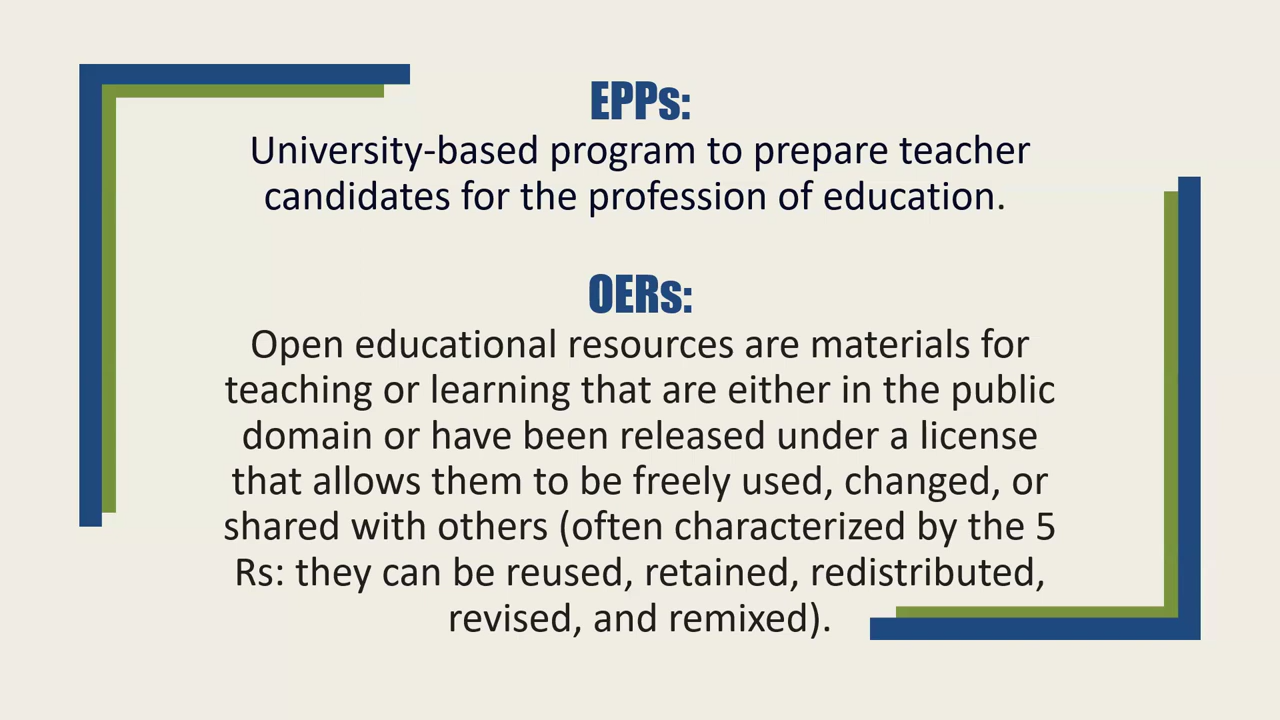 EPPs:
University-based program to prepare teacher
candidates for the profession of education.
OERs:
Open educational resources are materials for
teaching or learning that are either in the public
domain or have been released under a license
that allows them to be freely used, changed, or
shared with others (often characterized by the 5
Rs: they can be reused, retained, redistributed,
revised, and remixed).